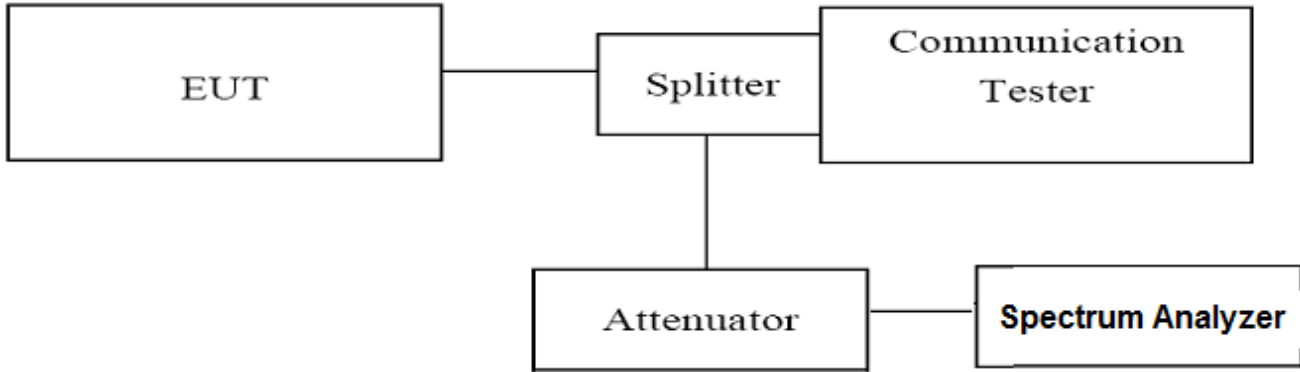 EUT
Splitter
Communication
Tester
Attenuator
Spectrum Analyzer